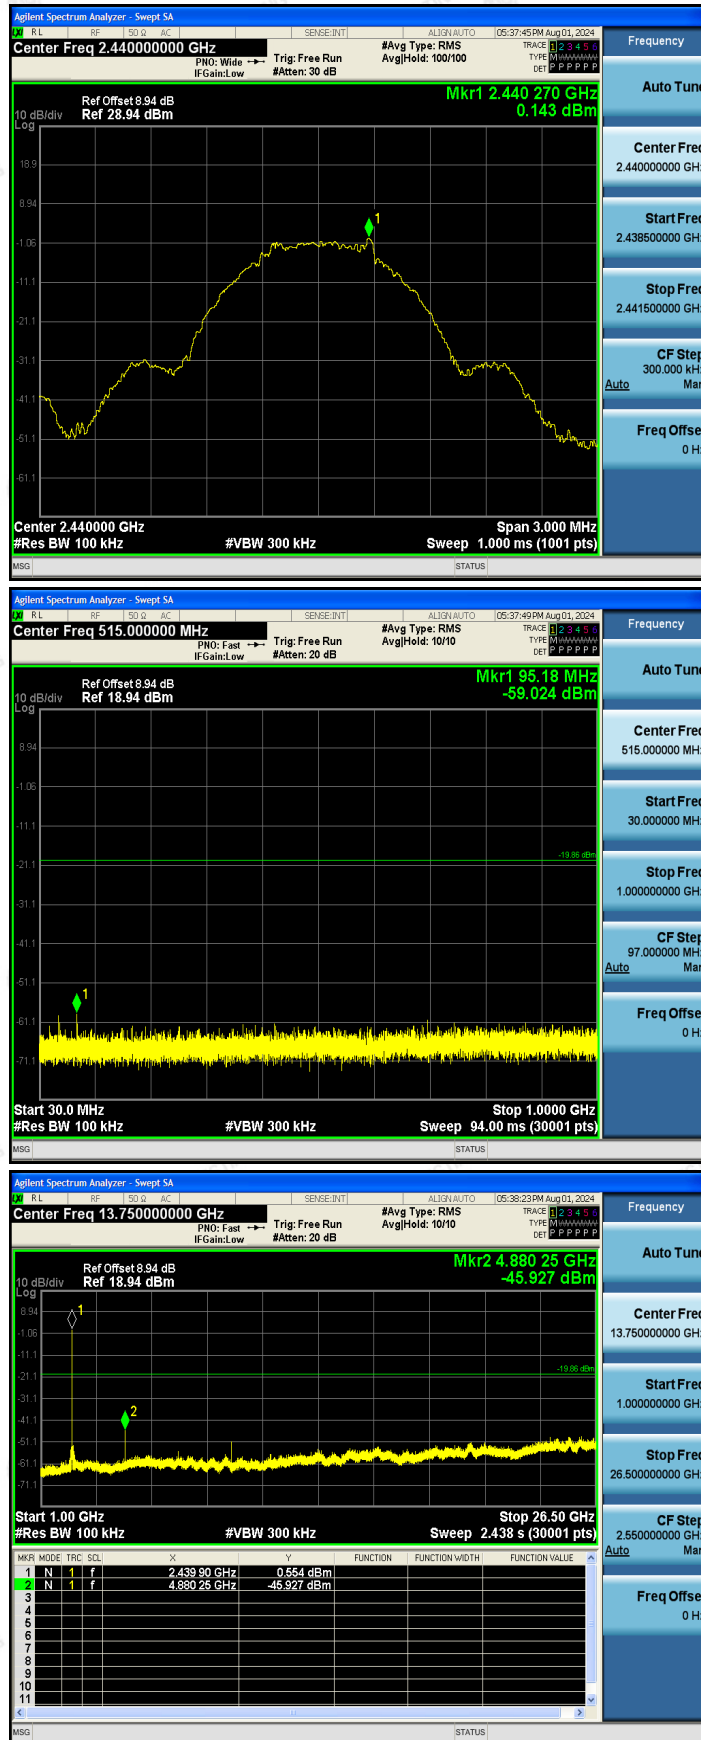 Agilent Spectrum Analyzer - Swept SA
LXI RL RF 50 Ω AC SENSE:INT ALIGN AUTO 05:37:45 PM Aug 01, 2024
Center Freq 2.440000000 GHz
PNO: Wide
IFGain:Low
Trig: Free Run
#Atten: 30 dB
#Avg Type: RMS
Avg|Hold: 100/100
TRACE 1 2 3 4 5 6
TYPE M
DET P P P P P P
Ref Offset 8.94 dB
Ref 28.94 dBm
10 dB/div
Log
Mkr1 2.440 270 GHz
0.143 dBm
18.9
8.94
-1.06
-11.1
-21.1
-31.1
-41.1
-51.1
-61.1
1
Center 2.440000 GHz
Span 3.000 MHz
#Res BW 100 kHz
#VBW 300 kHz
Sweep 1.000 ms (1001 pts)
MSG
STATUS
Frequency
Auto Tune
Center Freq
2.440000000 GHz
Start Freq
2.438500000 GHz
Stop Freq
2.441500000 GHz
CF Step
300.000 kHz
Auto Man
Freq Offset
0 Hz
Agilent Spectrum Analyzer - Swept SA
LXI RL RF 50 Ω AC SENSE:INT ALIGN AUTO 05:37:49 PM Aug 01, 2024
Center Freq 515.000000 MHz
PNO: Fast
IFGain:Low
Trig: Free Run
#Atten: 20 dB
#Avg Type: RMS
Avg|Hold: 10/10
TRACE 1 2 3 4 5 6
TYPE M
DET P P P P P P
Ref Offset 8.94 dB
Ref 18.94 dBm
10 dB/div
Log
Mkr1 95.18 MHz
-59.024 dBm
8.94
-1.06
-11.1
-21.1
-31.1
-41.1
-51.1
-61.1
-71.1
-19.86 dBm
1
Start 30.0 MHz
Stop 1.0000 GHz
#Res BW 100 kHz
#VBW 300 kHz
Sweep 94.00 ms (30001 pts)
MSG
STATUS
Frequency
Auto Tune
Center Freq
515.000000 MHz
Start Freq
30.000000 MHz
Stop Freq
1.000000000 GHz
CF Step
97.000000 MHz
Auto Man
Freq Offset
0 Hz
Agilent Spectrum Analyzer - Swept SA
LXI RL RF 50 Ω AC SENSE:INT ALIGN AUTO 05:38:23 PM Aug 01, 2024
Center Freq 13.750000000 GHz
PNO: Fast
IFGain:Low
Trig: Free Run
#Atten: 20 dB
#Avg Type: RMS
Avg|Hold: 10/10
TRACE 1 2 3 4 5 6
TYPE M
DET P P P P P P
Ref Offset 8.94 dB
Ref 18.94 dBm
10 dB/div
Log
Mkr2 4.880 25 GHz
-45.927 dBm
8.94
-1.06
-11.1
-21.1
-31.1
-41.1
-51.1
-61.1
-71.1
-19.86 dBm
1
2
Start 1.00 GHz
Stop 26.50 GHz
#Res BW 100 kHz
#VBW 300 kHz
Sweep 2.438 s (30001 pts)
MKR MODE TRC SCL X Y FUNCTION FUNCTION WIDTH FUNCTION VALUE
1 N 1 f 2.439 90 GHz 0.554 dBm
2 N 1 f 4.880 25 GHz -45.927 dBm
3
4
5
6
7
8
9
10
11
MSG
STATUS
Frequency
Auto Tune
Center Freq
13.750000000 GHz
Start Freq
1.000000000 GHz
Stop Freq
26.500000000 GHz
CF Step
2.550000000 GHz
Auto Man
Freq Offset
0 Hz